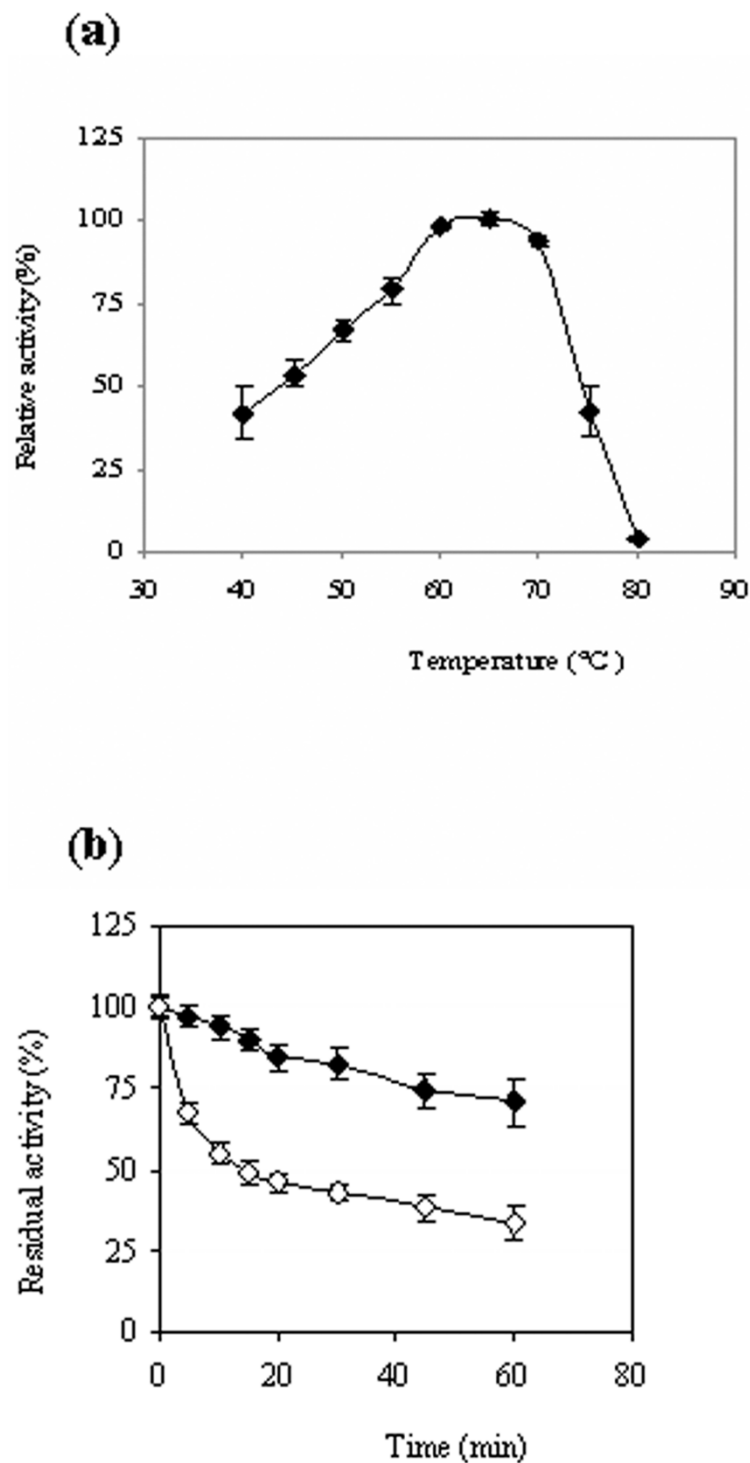 (a)
125
100
75
50
25
0
Relative activity (%)
30 40 50 60 70 80 90
Temperature (°C)
(b)
125
100
75
50
25
0
Residual activity (%)
0 20 40 60 80
Time (min)